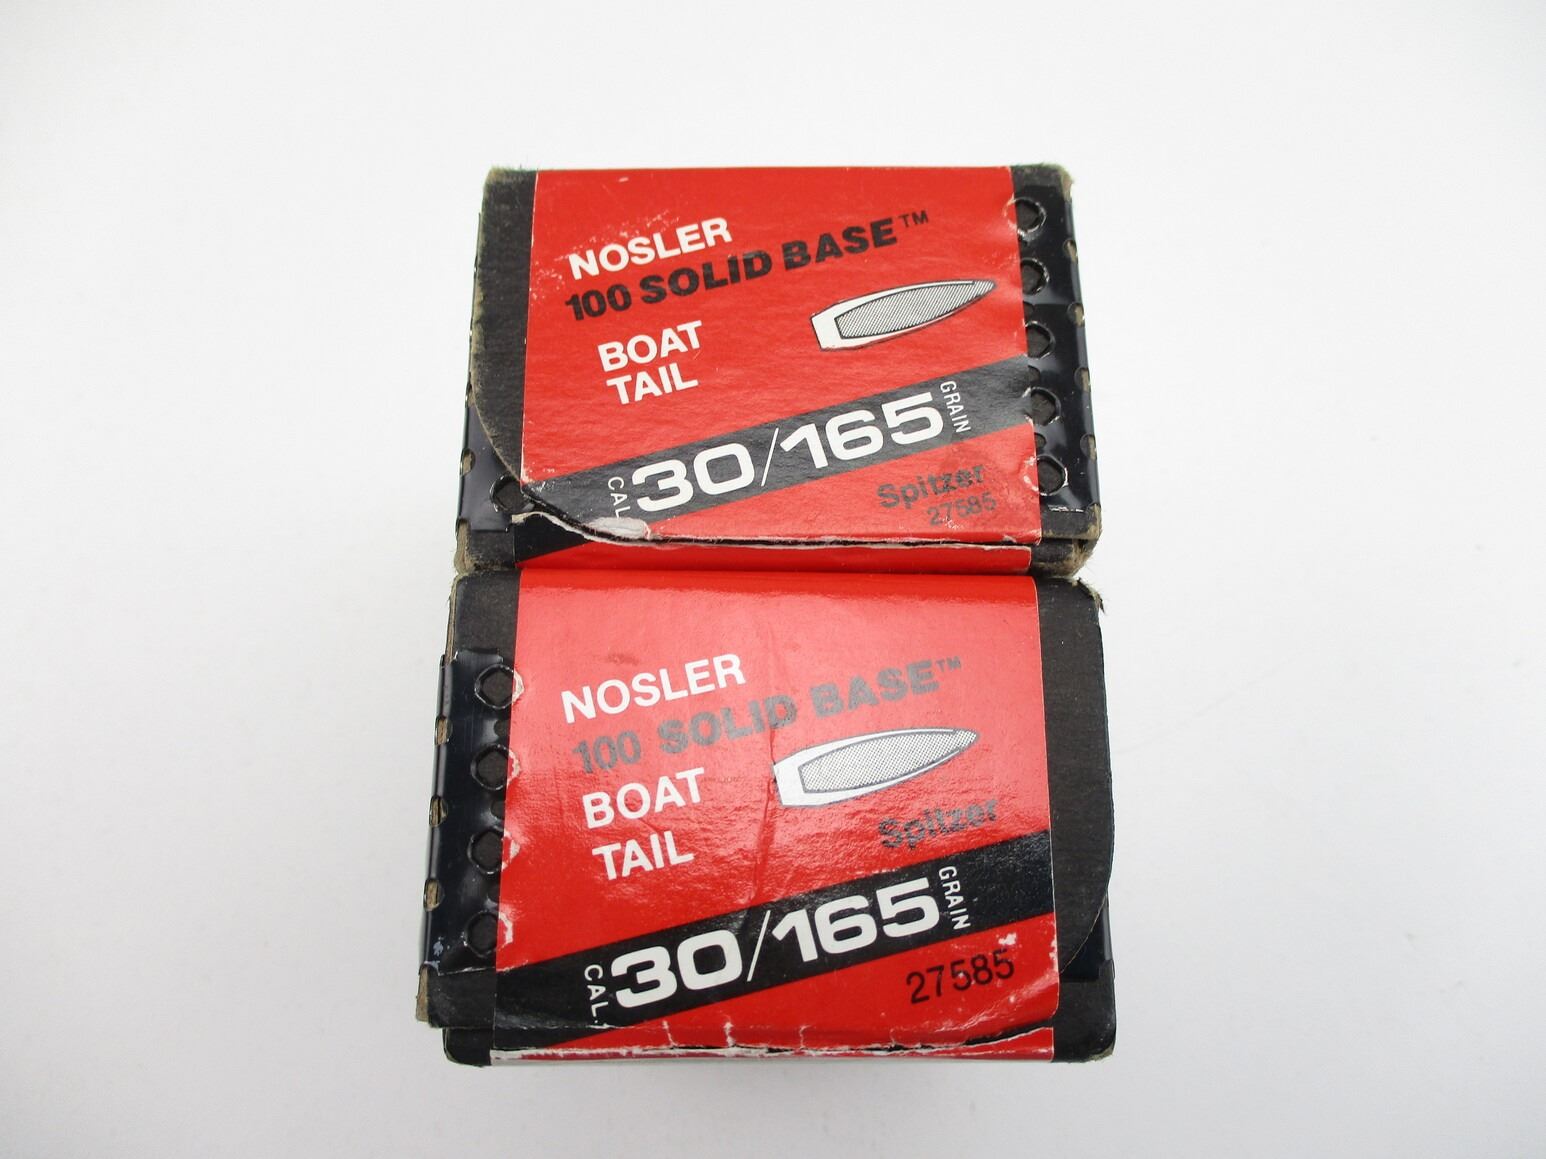 NOSLER
100 SOLID BASE™
BOAT
TAIL
CAL. 30/165 GRAIN
Spitzer
27585
NOSLER
100 SOLID BASE™
BOAT
TAIL
Spitzer
CAL. 30/165 GRAIN
27585